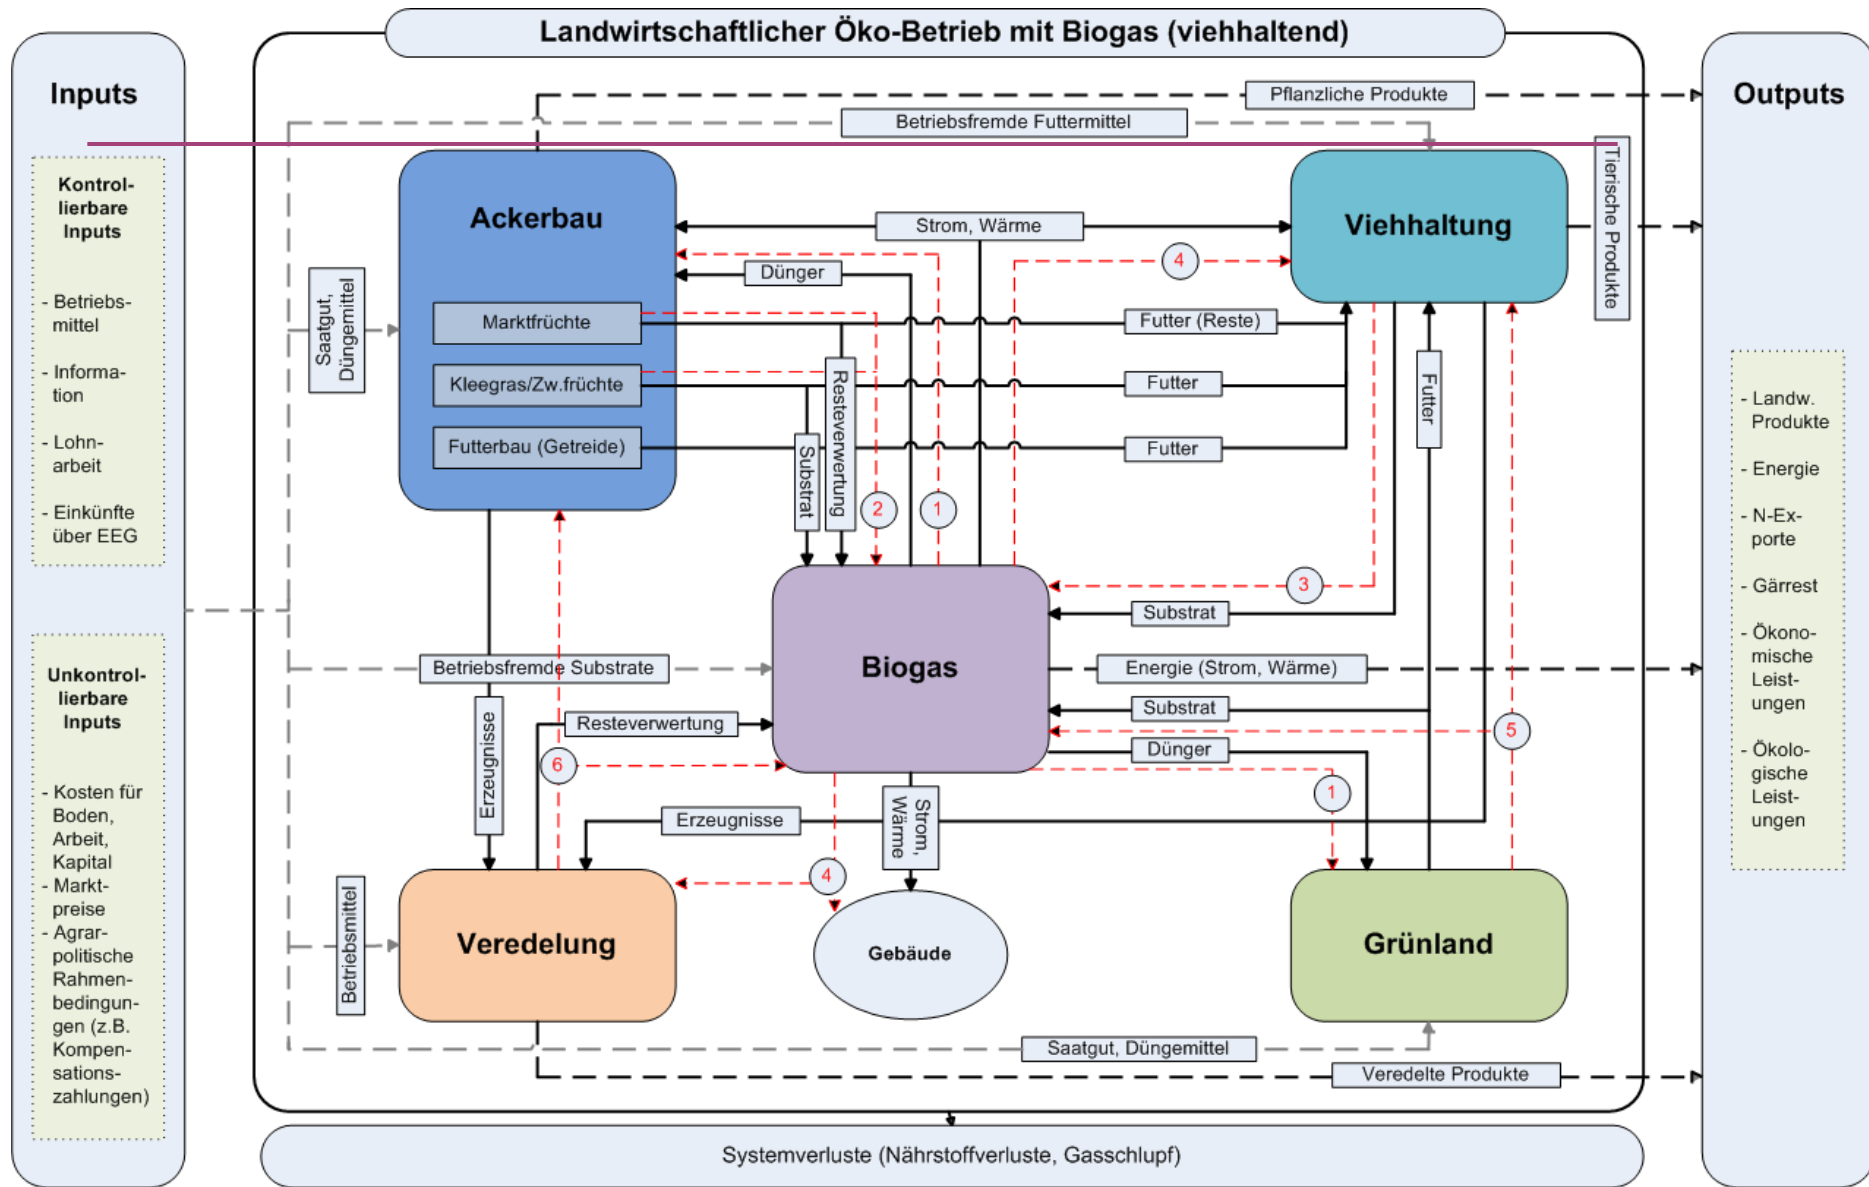 Landwirtschaftlicher Öko-Betrieb mit Biogas (viehhaltend)
Inputs
Kontrol-
lierbare
Inputs
- Betriebs-
mittel
- Informa-
tion
- Lohn-
arbeit
- Einkünfte
über EEG
Unkontrol-
lierbare
Inputs
- Kosten für
Boden,
Arbeit,
Kapital
- Markt-
preise
- Agrar-
politische
Rahmen-
bedingun-
gen (z.B.
Kompen-
sations-
zahlungen)
Pflanzliche Produkte
Betriebsfremde Futtermittel
Tierische Produkte
Ackerbau
Strom, Wärme
Viehhaltung
4
Dünger
Saatgut,
Düngemittel
Marktfrüchte
Futter (Reste)
Kleegras/Zw.früchte
Futter
Futterbau (Getreide)
Futter
Resteverwertung
Substrat
Futter
2
1
3
Substrat
Betriebsfremde Substrate
Biogas
Energie (Strom, Wärme)
Substrat
Erzeugnisse
Resteverwertung
5
Dünger
6
1
Erzeugnisse
Strom,
Wärme
4
Betriebsmittel
Veredelung
Gebäude
Grünland
Saatgut, Düngemittel
Veredelte Produkte
Systemverluste (Nährstoffverluste, Gasschlupf)
Outputs
- Landw.
Produkte
- Energie
- N-Ex-
porte
- Gärrest
- Ökono-
mische
Leist-
ungen
- Ökolo-
gische
Leist-
ungen